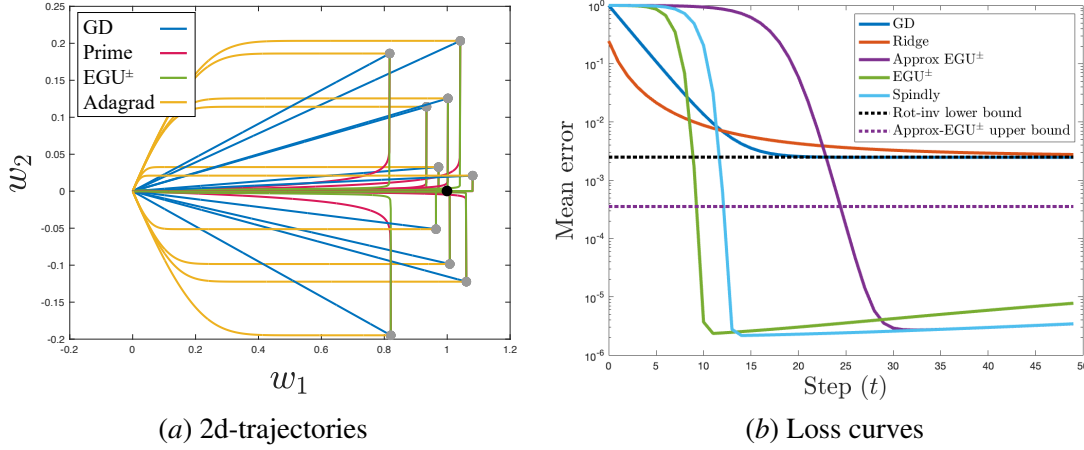 0.25
0.2
0.15
0.1
0.05
0
-0.05
-0.1
-0.15
-0.2
w₂
GD
Prime
EGU±
Adagrad
-0.2 0 0.2 0.4 0.6 0.8 1 1.2
w₁
(a) 2d-trajectories
10⁰
10⁻¹
10⁻²
10⁻³
10⁻⁴
10⁻⁵
10⁻⁶
Mean error
GD
Ridge
Approx EGU±
EGU±
Spindly
Rot-inv lower bound
Approx-EGU± upper bound
0 5 10 15 20 25 30 35 40 45 50
Step (t)
(b) Loss curves